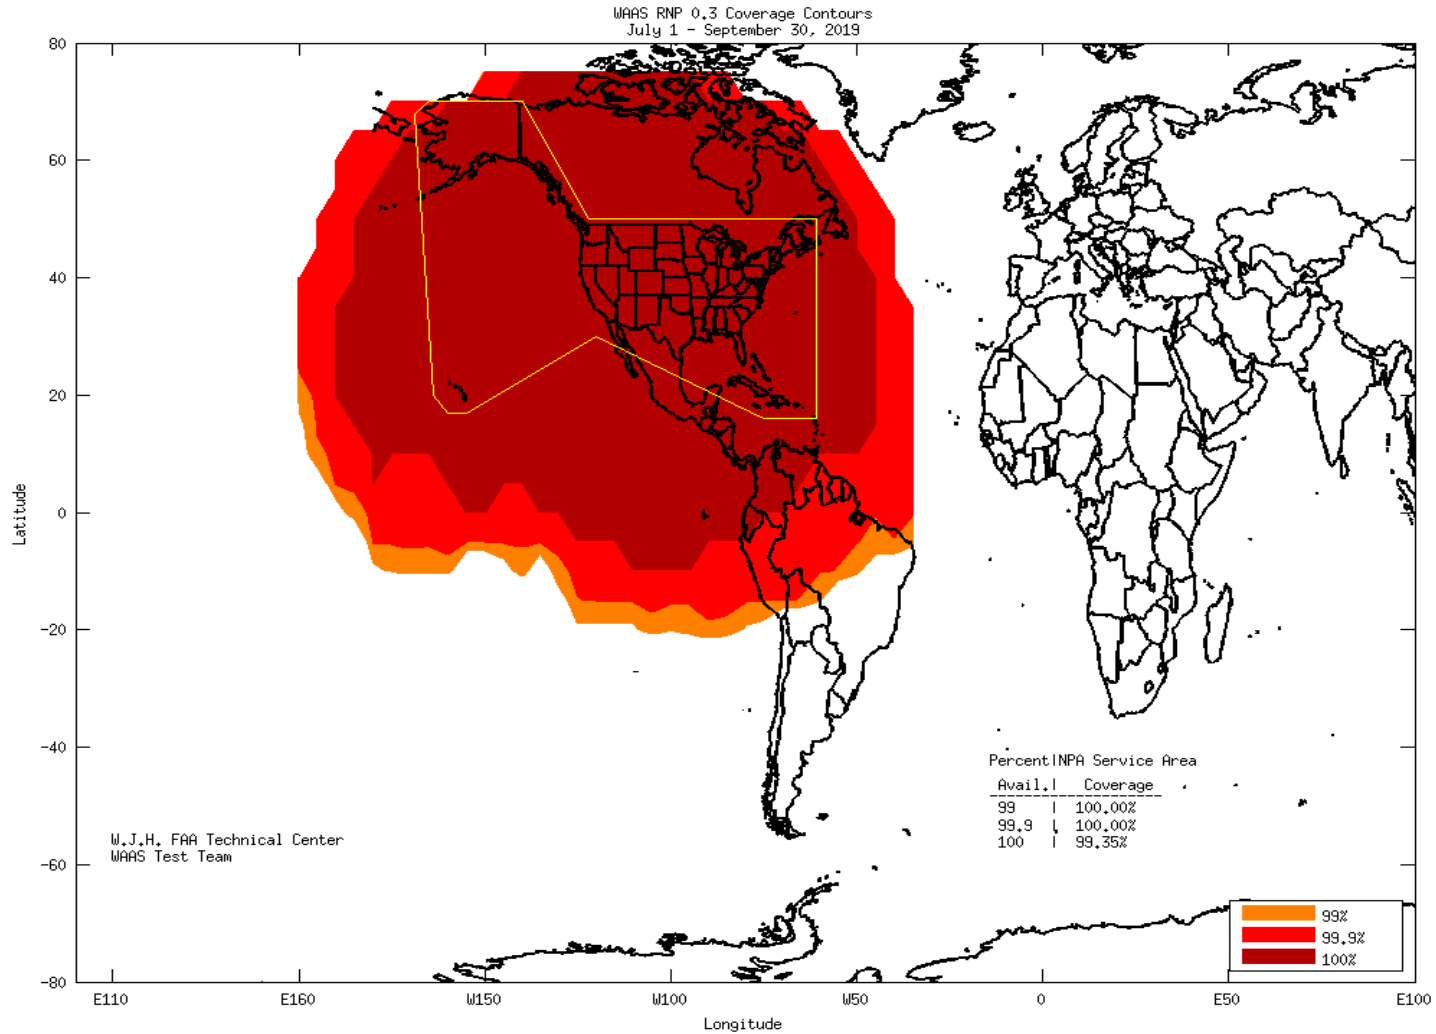 WAAS RNP 0.3 Coverage Contours
July 1 - September 30, 2019
80
60
40
20
0
-20
-40
-60
-80
Latitude
E110
E160
W150
W100
W50
0
E50
E100
Longitude
Percent|NPA Service Area
Avail.| Coverage
99 | 100.00%
99.9 | 100.00%
100 | 99.35%
W.J.H. FAA Technical Center
WAAS Test Team
99%
99.9%
100%